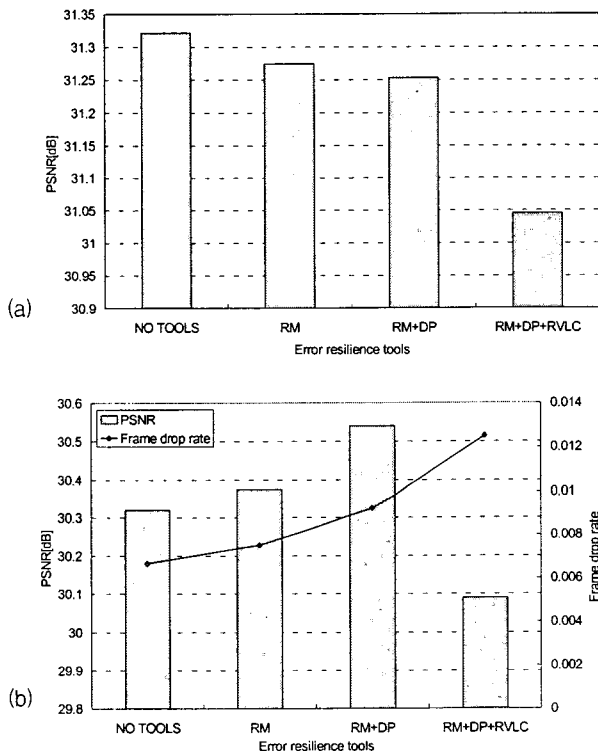 31.35
31.3
31.25
31.2
31.15
31.1
31.05
31
30.95
30.9
PSNR[dB]
(a)
NO TOOLS RM RM+DP RM+DP+RVLC
Error resilience tools
30.6
30.5
30.4
30.3
30.2
30.1
30
29.9
29.8
PSNR[dB]
PSNR
Frame drop rate
0.014
0.012
0.01
0.008
0.006
0.004
0.002
0
Frame drop rate
(b)
NO TOOLS RM RM+DP RM+DP+RVLC
Error resilience tools